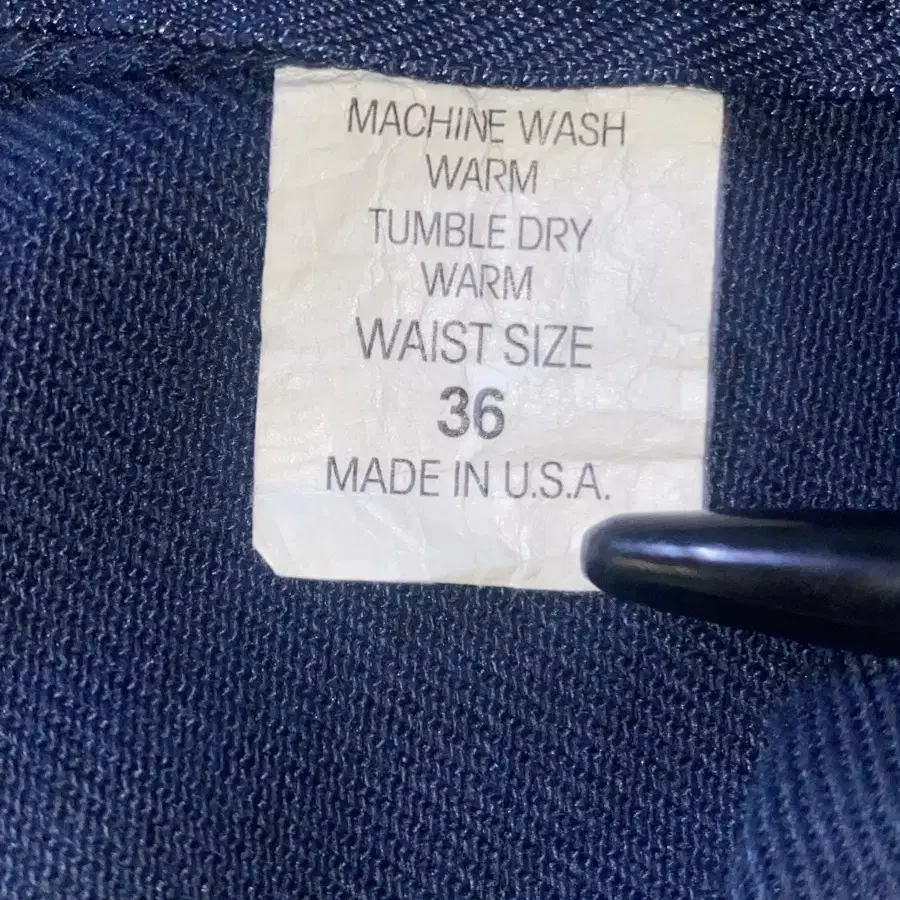 MACHINE WASH
WARM
TUMBLE DRY
WARM
WAIST SIZE
36
MADE IN U.S.A.